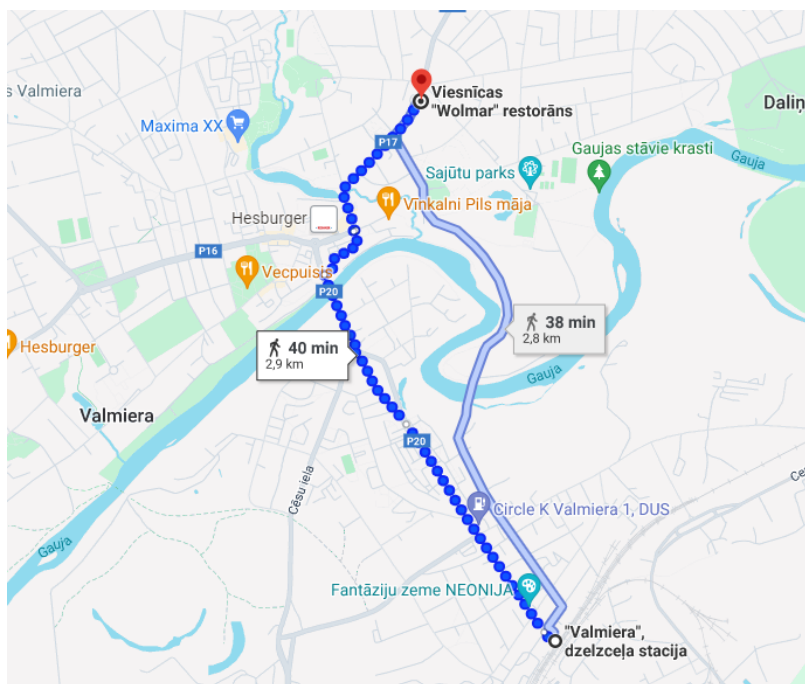 Viesnīcas
"Wolmar" restorāns
s Valmiera
Daliņ
Maxima XX
P17
Gaujas stāvie krasti
Gauja
Sajūtu parks
Vīnkalni Pils māja
Hesburger
P16
Vecpuisis
P20
38 min
2,8 km
Hesburger
40 min
2,9 km
Gauja
Valmiera
P20
Cēsu iela
Ce
Circle K Valmiera 1, DUS
Gauja
Fantāziju zeme NEONIJA
"Valmiera",
dzelzceļa stacija